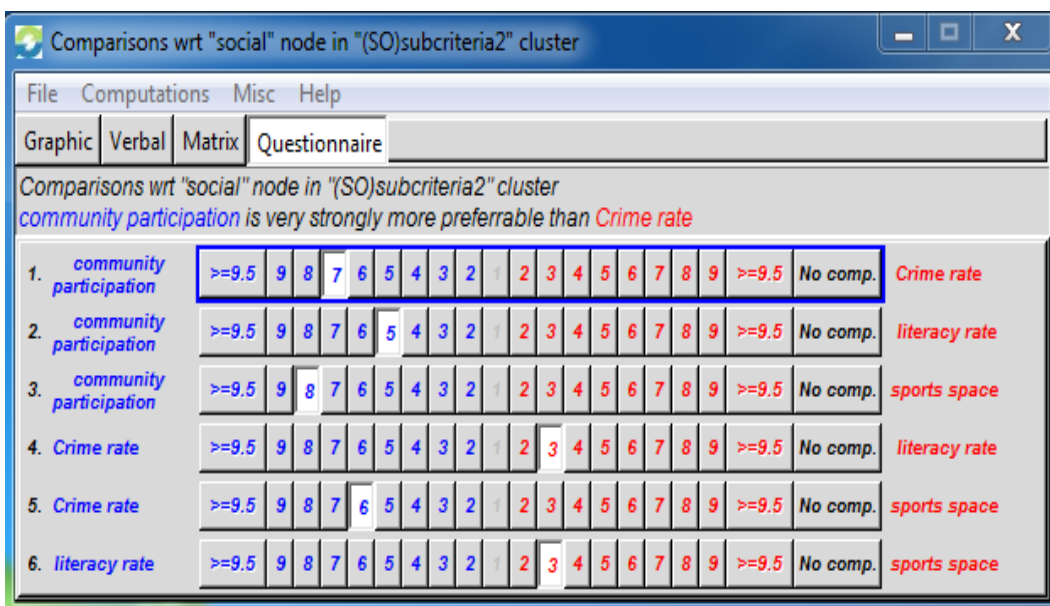 Comparisons wrt "social" node in "(SO)subcriteria2" cluster
File Computations Misc Help
Graphic Verbal Matrix Questionnaire
Comparisons wrt "social" node in "(SO)subcriteria2" cluster
community participation is very strongly more preferrable than Crime rate
1. community participation >=9.5 9 8 7 6 5 4 3 2 1 2 3 4 5 6 7 8 9 >=9.5 No comp. Crime rate
2. community participation >=9.5 9 8 7 6 5 4 3 2 1 2 3 4 5 6 7 8 9 >=9.5 No comp. literacy rate
3. community participation >=9.5 9 8 7 6 5 4 3 2 1 2 3 4 5 6 7 8 9 >=9.5 No comp. sports space
4. Crime rate >=9.5 9 8 7 6 5 4 3 2 1 2 3 4 5 6 7 8 9 >=9.5 No comp. literacy rate
5. Crime rate >=9.5 9 8 7 6 5 4 3 2 1 2 3 4 5 6 7 8 9 >=9.5 No comp. sports space
6. literacy rate >=9.5 9 8 7 6 5 4 3 2 1 2 3 4 5 6 7 8 9 >=9.5 No comp. sports space